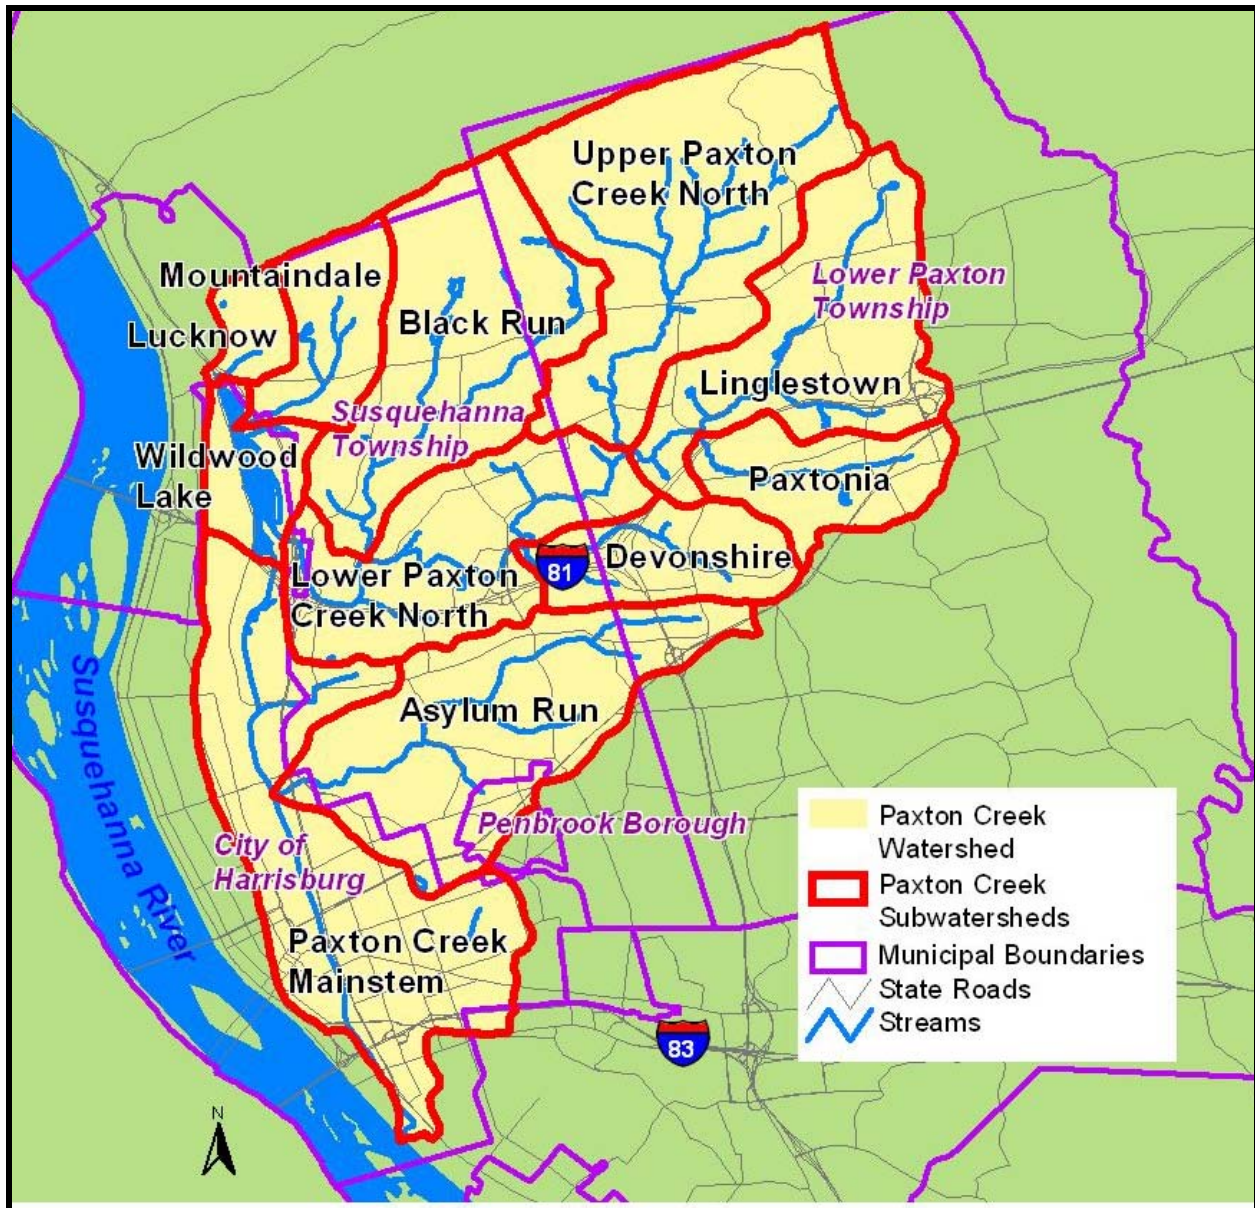 Upper Paxton
Creek North
Mountaindale
Lower Paxton
Township
Lucknow
Black Run
Linglestown
Susquehanna
Township
Wildwood
Lake
Paxtonia
Devonshire
81
Lower Paxton
Creek North
Asylum Run
Susquehanna River
Penbrook Borough
City of
Harrisburg
Paxton Creek
Mainstem
83
N
Paxton Creek
Watershed
Paxton Creek
Subwatersheds
Municipal Boundaries
State Roads
Streams